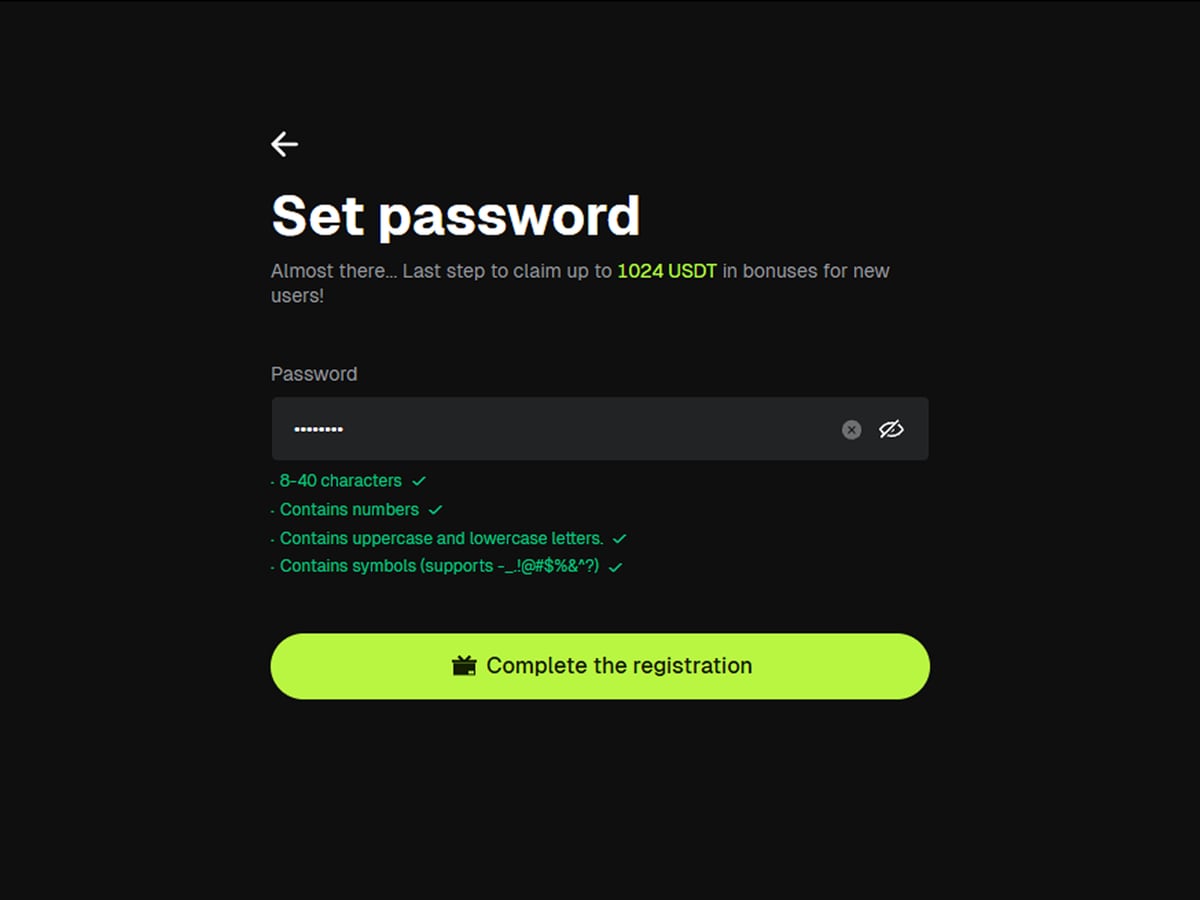 Set password
Almost there... Last step to claim up to 1024 USDT in bonuses for new
users!
Password
••••••••
· 8-40 characters
· Contains numbers
· Contains uppercase and lowercase letters.
· Contains symbols (supports -_.!@#$%&^?)
Complete the registration